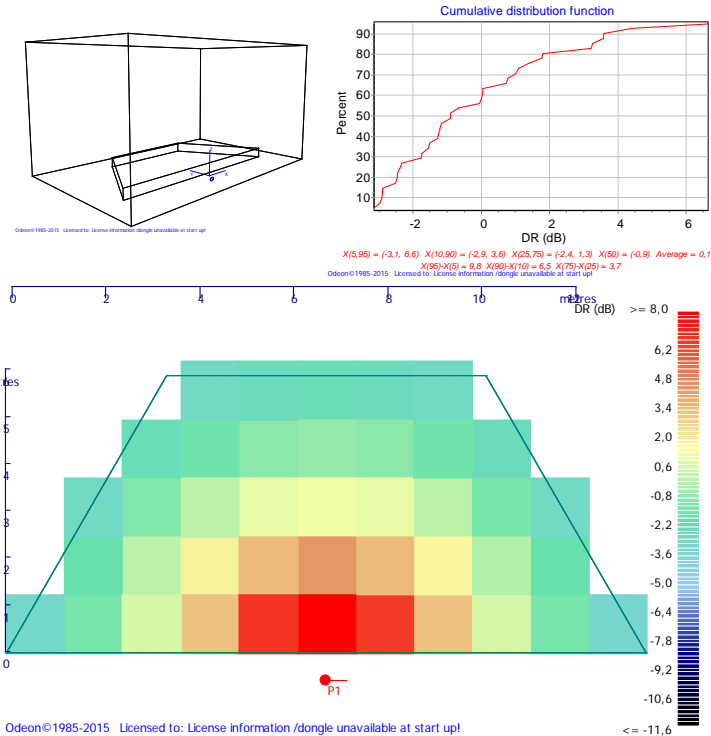 Cumulative distribution function
90
80
70
60
50
40
30
20
10
Percent
-2 0 2 4 6
DR (dB)
X(5,95) = (-3,1, 6,6) X(10,90) = (-2,9, 3,6) X(25,75) = (-2,4, 1,3) X(50) = (-0,9) Average = 0,1
X(95)-X(5) = 9,8 X(90)-X(10) = 6,5 X(75)-X(25) = 3,7
Odeon©1985-2015 Licensed to: License information /dongle unavailable at start up!
Odeon©1985-2015 Licensed to: License information /dongle unavailable at start up!
0 2 4 6 8 10 12 metres
DR (dB) >= 8,0
6,2
4,8
3,4
2,0
0,6
-0,8
-2,2
-3,6
-5,0
-6,4
-7,8
-9,2
-10,6
<= -11,6
6
5
4
3
2
1
0
P1
Odeon©1985-2015 Licensed to: License information /dongle unavailable at start up!